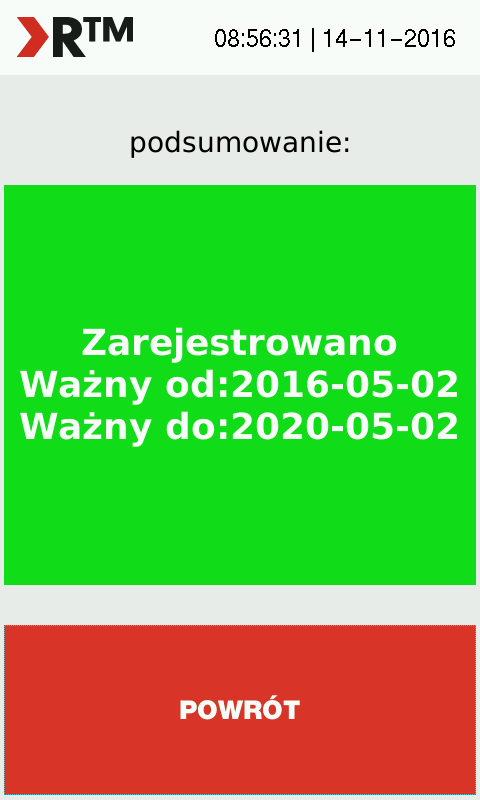 RTM
08:56:31 | 14-11-2016
podsumowanie:
Zarejestrowano
Ważny od:2016-05-02
Ważny do:2020-05-02
POWRÓT